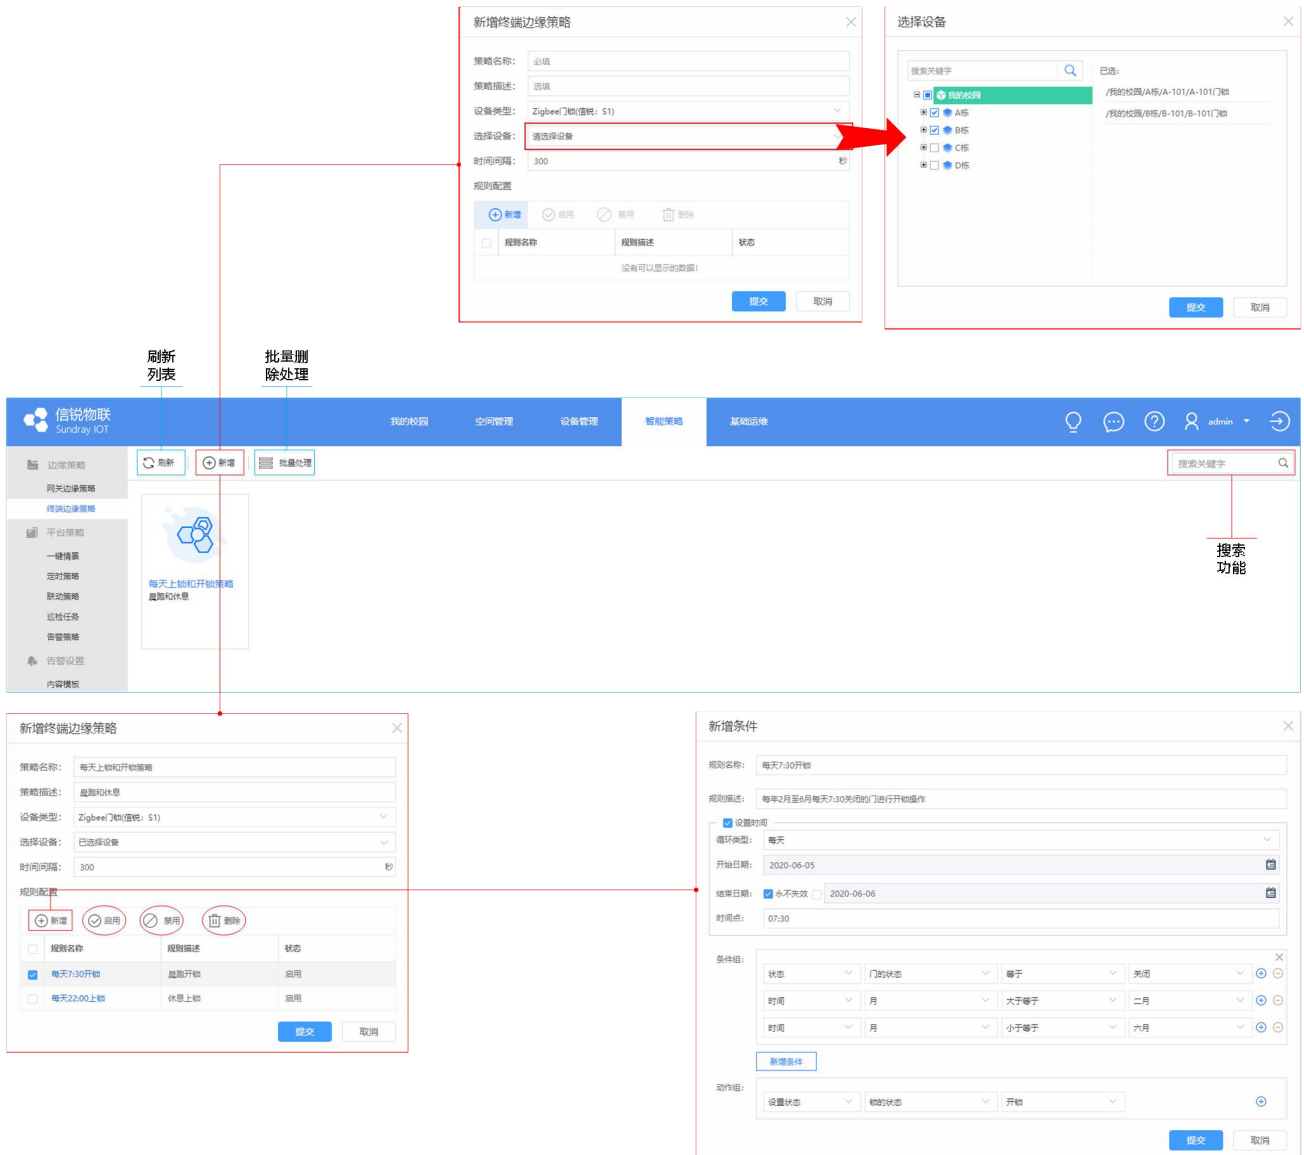 新增终端边缘策略
策略名称： 必填
策略描述： 选填
设备类型： Zigbee门锁(信锐：S1)
选择设备： 请选择设备
时间间隔： 300 秒
规则配置
新增 启用 禁用 删除
规则名称 规则描述 状态
没有可以显示的数据!
提交 取消
选择设备
搜索关键字
已选：
我的校园
/我的校园/A栋/A-101/A-101门锁
A栋
/我的校园/B栋/B-101/B-101门锁
B栋
C栋
D栋
提交 取消
刷新
列表
批量删
除处理
信锐物联
Sundray IOT
我的校园 空间管理 设备管理 智能策略 基础运维
admin
边缘策略
网关边缘策略
终端边缘策略
平台策略
一键情景
定时策略
联动策略
巡检任务
告警策略
告警设置
内容模板
刷新 新增 批量处理
搜索关键字
每天上锁和开锁策略
晨跑和休息
搜索
功能
新增终端边缘策略
策略名称： 每天上锁和开锁策略
策略描述： 晨跑和休息
设备类型： Zigbee门锁(信锐：S1)
选择设备： 已选择设备
时间间隔： 300 秒
规则配置
新增 启用 禁用 删除
规则名称 规则描述 状态
每天7:30开锁 晨跑开锁 启用
每天22:00上锁 休息上锁 启用
提交 取消
新增条件
规则名称： 每天7:30开锁
规则描述： 每年2月至6月每天7:30关闭的门进行开锁操作
设置时间
循环类型： 每天
开始日期： 2020-06-05
结束日期： 永不失效 2020-06-06
时间点： 07:30
条件组：
状态 门的状态 等于 关闭
时间 月 大于等于 二月
时间 月 小于等于 六月
新增条件
动作组：
设置状态 锁的状态 开锁
提交 取消